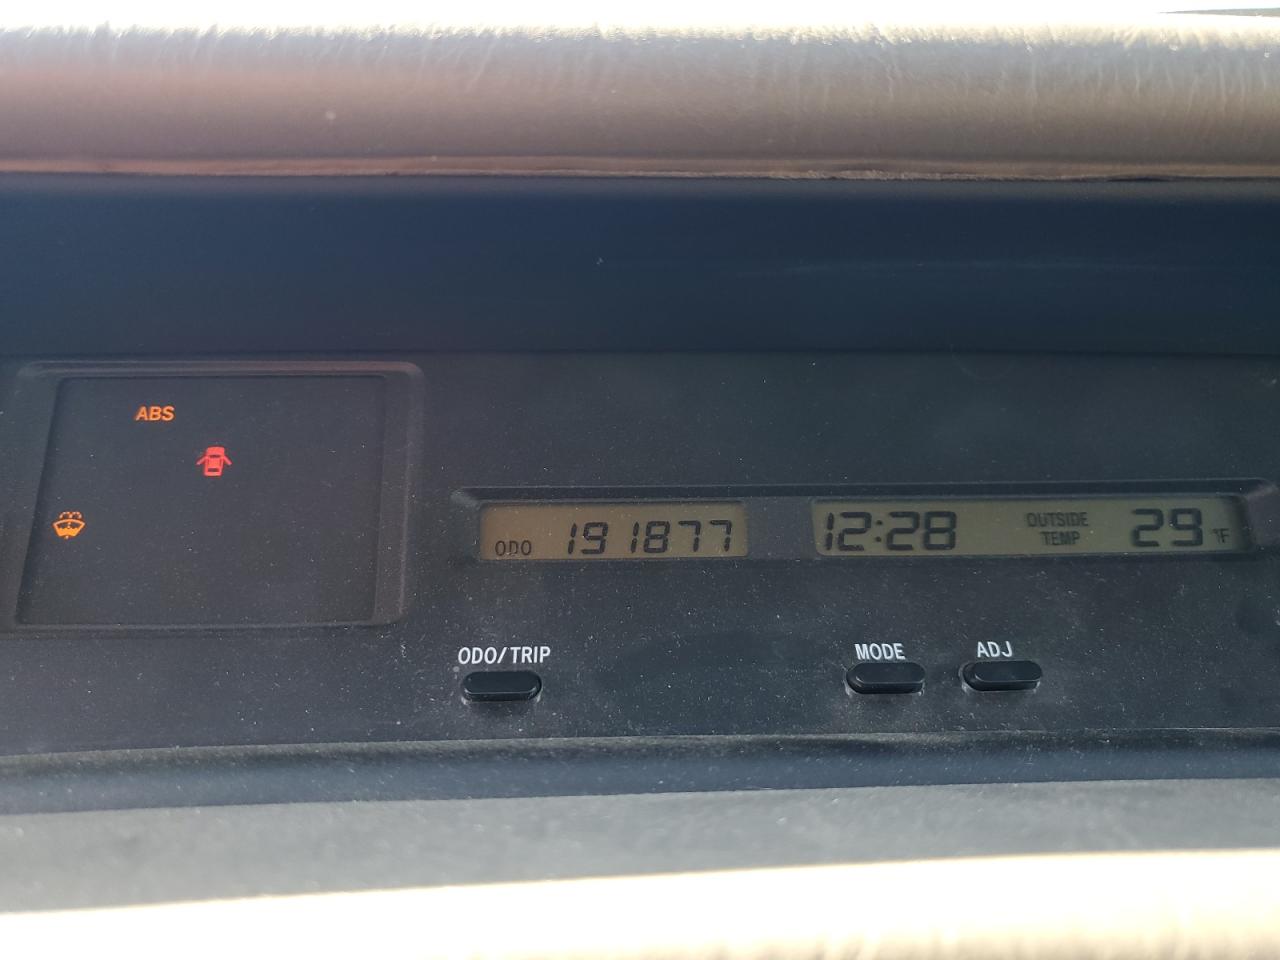 ABS
ODO 191877
12:28 OUTSIDE TEMP 29 °F
ODO/TRIP
MODE ADJ